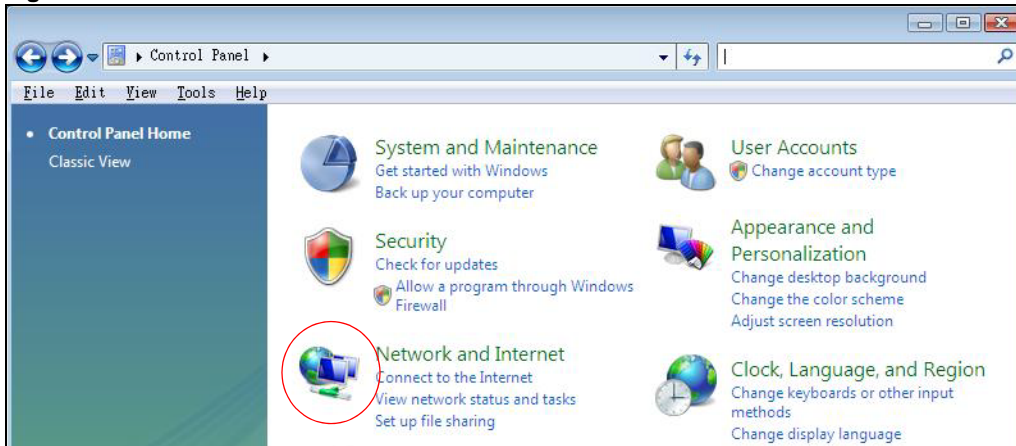 Control Panel
File Edit View Tools Help
Control Panel Home
Classic View
System and Maintenance
Get started with Windows
Back up your computer
Security
Check for updates
Allow a program through Windows
Firewall
Network and Internet
Connect to the Internet
View network status and tasks
Set up file sharing
User Accounts
Change account type
Appearance and
Personalization
Change desktop background
Change the color scheme
Adjust screen resolution
Clock, Language, and Region
Change keyboards or other input
methods
Change display language